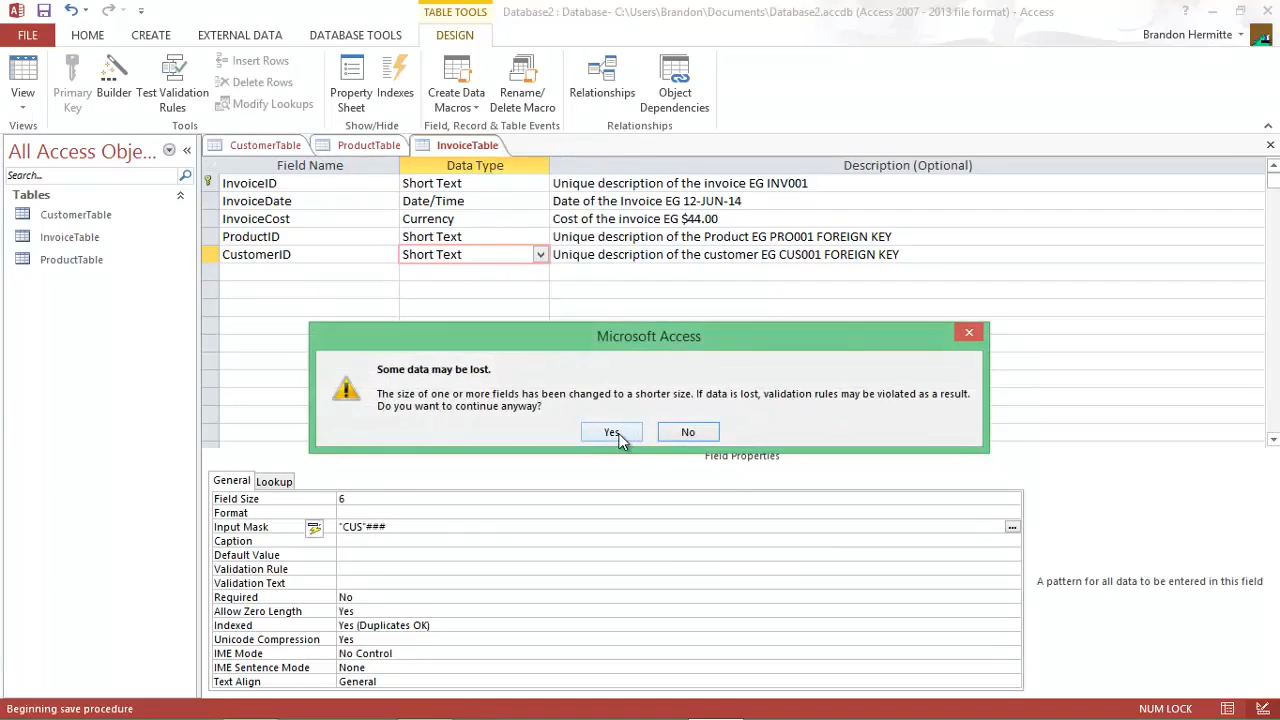 TABLE TOOLS
Database2 : Database- C:\Users\Brandon\Documents\Database2.accdb (Access 2007 - 2013 file format) - Access
FILE HOME CREATE EXTERNAL DATA DATABASE TOOLS DESIGN Brandon Hermitte
View
Primary Key
Builder
Test Validation Rules
Insert Rows
Delete Rows
Modify Lookups
Property Sheet
Indexes
Create Data Macros
Rename/ Delete Macro
Relationships
Object Dependencies
Views Tools Show/Hide Field, Record & Table Events Relationships
All Access Obje...
Search...
Tables
CustomerTable
InvoiceTable
ProductTable
CustomerTable ProductTable InvoiceTable
Field Name Data Type Description (Optional)
InvoiceID Short Text Unique description of the invoice EG INV001
InvoiceDate Date/Time Date of the Invoice EG 12-JUN-14
InvoiceCost Currency Cost of the invoice EG $44.00
ProductID Short Text Unique description of the Product EG PRO001 FOREIGN KEY
CustomerID Short Text Unique description of the customer EG CUS001 FOREIGN KEY
Microsoft Access
Some data may be lost.
The size of one or more fields has been changed to a shorter size. If data is lost, validation rules may be violated as a result.
Do you want to continue anyway?
Yes No
Field Properties
General Lookup
Field Size 6
Format
Input Mask "CUS"###
Caption
Default Value
Validation Rule
Validation Text
Required No
Allow Zero Length Yes
Indexed Yes (Duplicates OK)
Unicode Compression Yes
IME Mode No Control
IME Sentence Mode None
Text Align General
A pattern for all data to be entered in this field
Beginning save procedure NUM LOCK